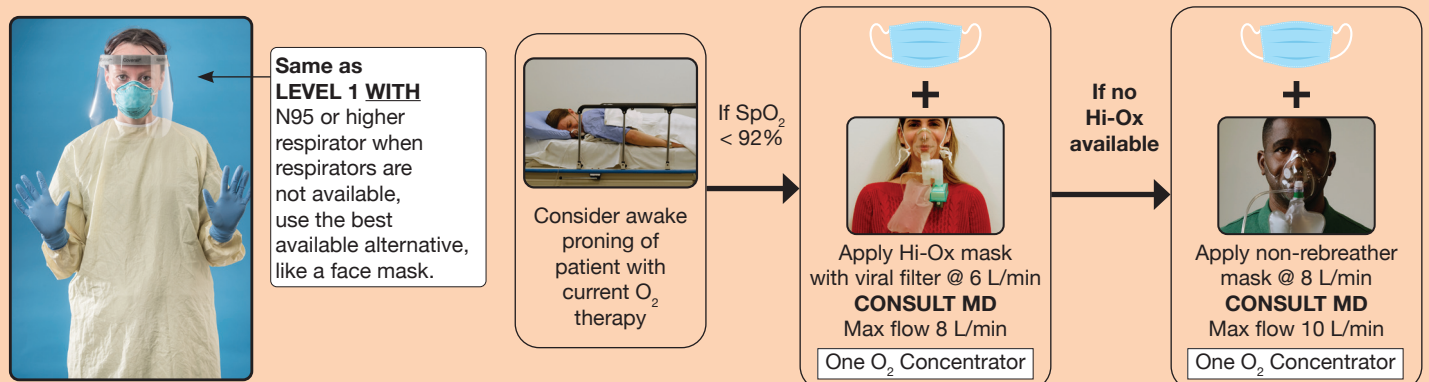 Same as
LEVEL 1 WITH
N95 or higher
respirator when
respirators are
not available,
use the best
available alternative,
like a face mask.
Consider awake
proning of
patient with
current O₂
therapy
If SpO₂
< 92%
+
Apply Hi-Ox mask
with viral filter @ 6 L/min
CONSULT MD
Max flow 8 L/min
One O₂ Concentrator
If no
Hi-Ox
available
+
Apply non-rebreather
mask @ 8 L/min
CONSULT MD
Max flow 10 L/min
One O₂ Concentrator